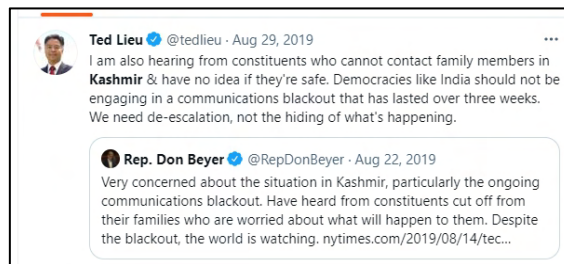 Ted Lieu @tedlieu · Aug 29, 2019
I am also hearing from constituents who cannot contact family members in
Kashmir & have no idea if they're safe. Democracies like India should not be
engaging in a communications blackout that has lasted over three weeks.
We need de-escalation, not the hiding of what's happening.
Rep. Don Beyer @RepDonBeyer · Aug 22, 2019
Very concerned about the situation in Kashmir, particularly the ongoing
communications blackout. Have heard from constituents cut off from
their families who are worried about what will happen to them. Despite
the blackout, the world is watching. nytimes.com/2019/08/14/tec...